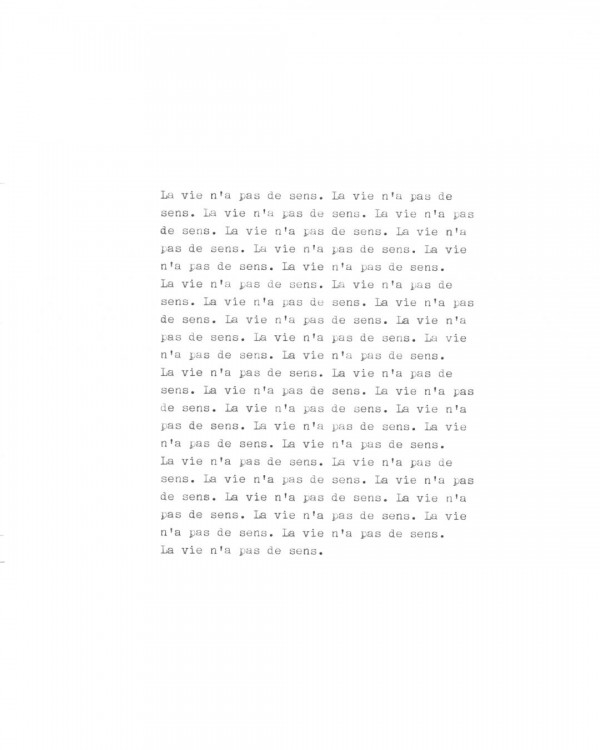 La vie n'a pas de sens. La vie n'a pas de
sens. La vie n'a pas de sens. La vie n'a pas
de sens. La vie n'a pas de sens. La vie n'a
pas de sens. La vie n'a pas de sens. La vie
n'a pas de sens. La vie n'a pas de sens.
La vie n'a pas de sens. La vie n'a pas de
sens. La vie n'a pas de sens. La vie n'a pas
de sens. La vie n'a pas de sens. La vie n'a
pas de sens. La vie n'a pas de sens. La vie
n'a pas de sens. La vie n'a pas de sens.
La vie n'a pas de sens. La vie n'a pas de
sens. La vie n'a pas de sens. La vie n'a pas
de sens. La vie n'a pas de sens. La vie n'a
pas de sens. La vie n'a pas de sens. La vie
n'a pas de sens. La vie n'a pas de sens.
La vie n'a pas de sens. La vie n'a pas de
sens. La vie n'a pas de sens. La vie n'a pas
de sens. La vie n'a pas de sens. La vie n'a
pas de sens. La vie n'a pas de sens. La vie
n'a pas de sens. La vie n'a pas de sens.
La vie n'a pas de sens.